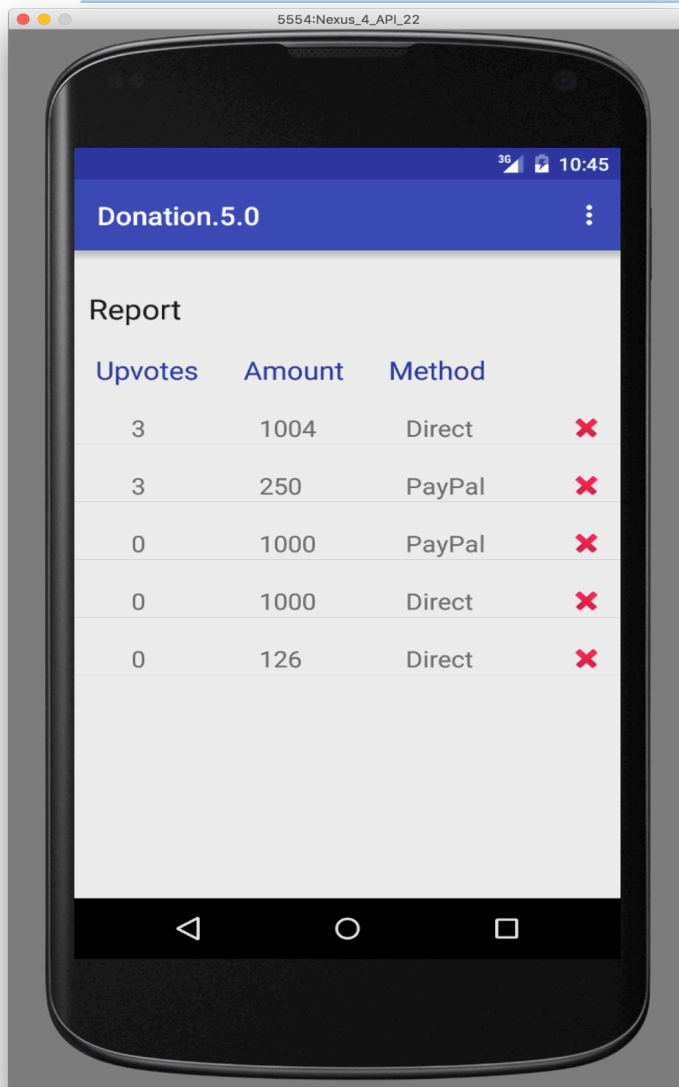 5554:Nexus_4_API_22
3G 10:45
Donation.5.0
Report
Upvotes Amount Method
3 1004 Direct
3 250 PayPal
0 1000 PayPal
0 1000 Direct
0 126 Direct